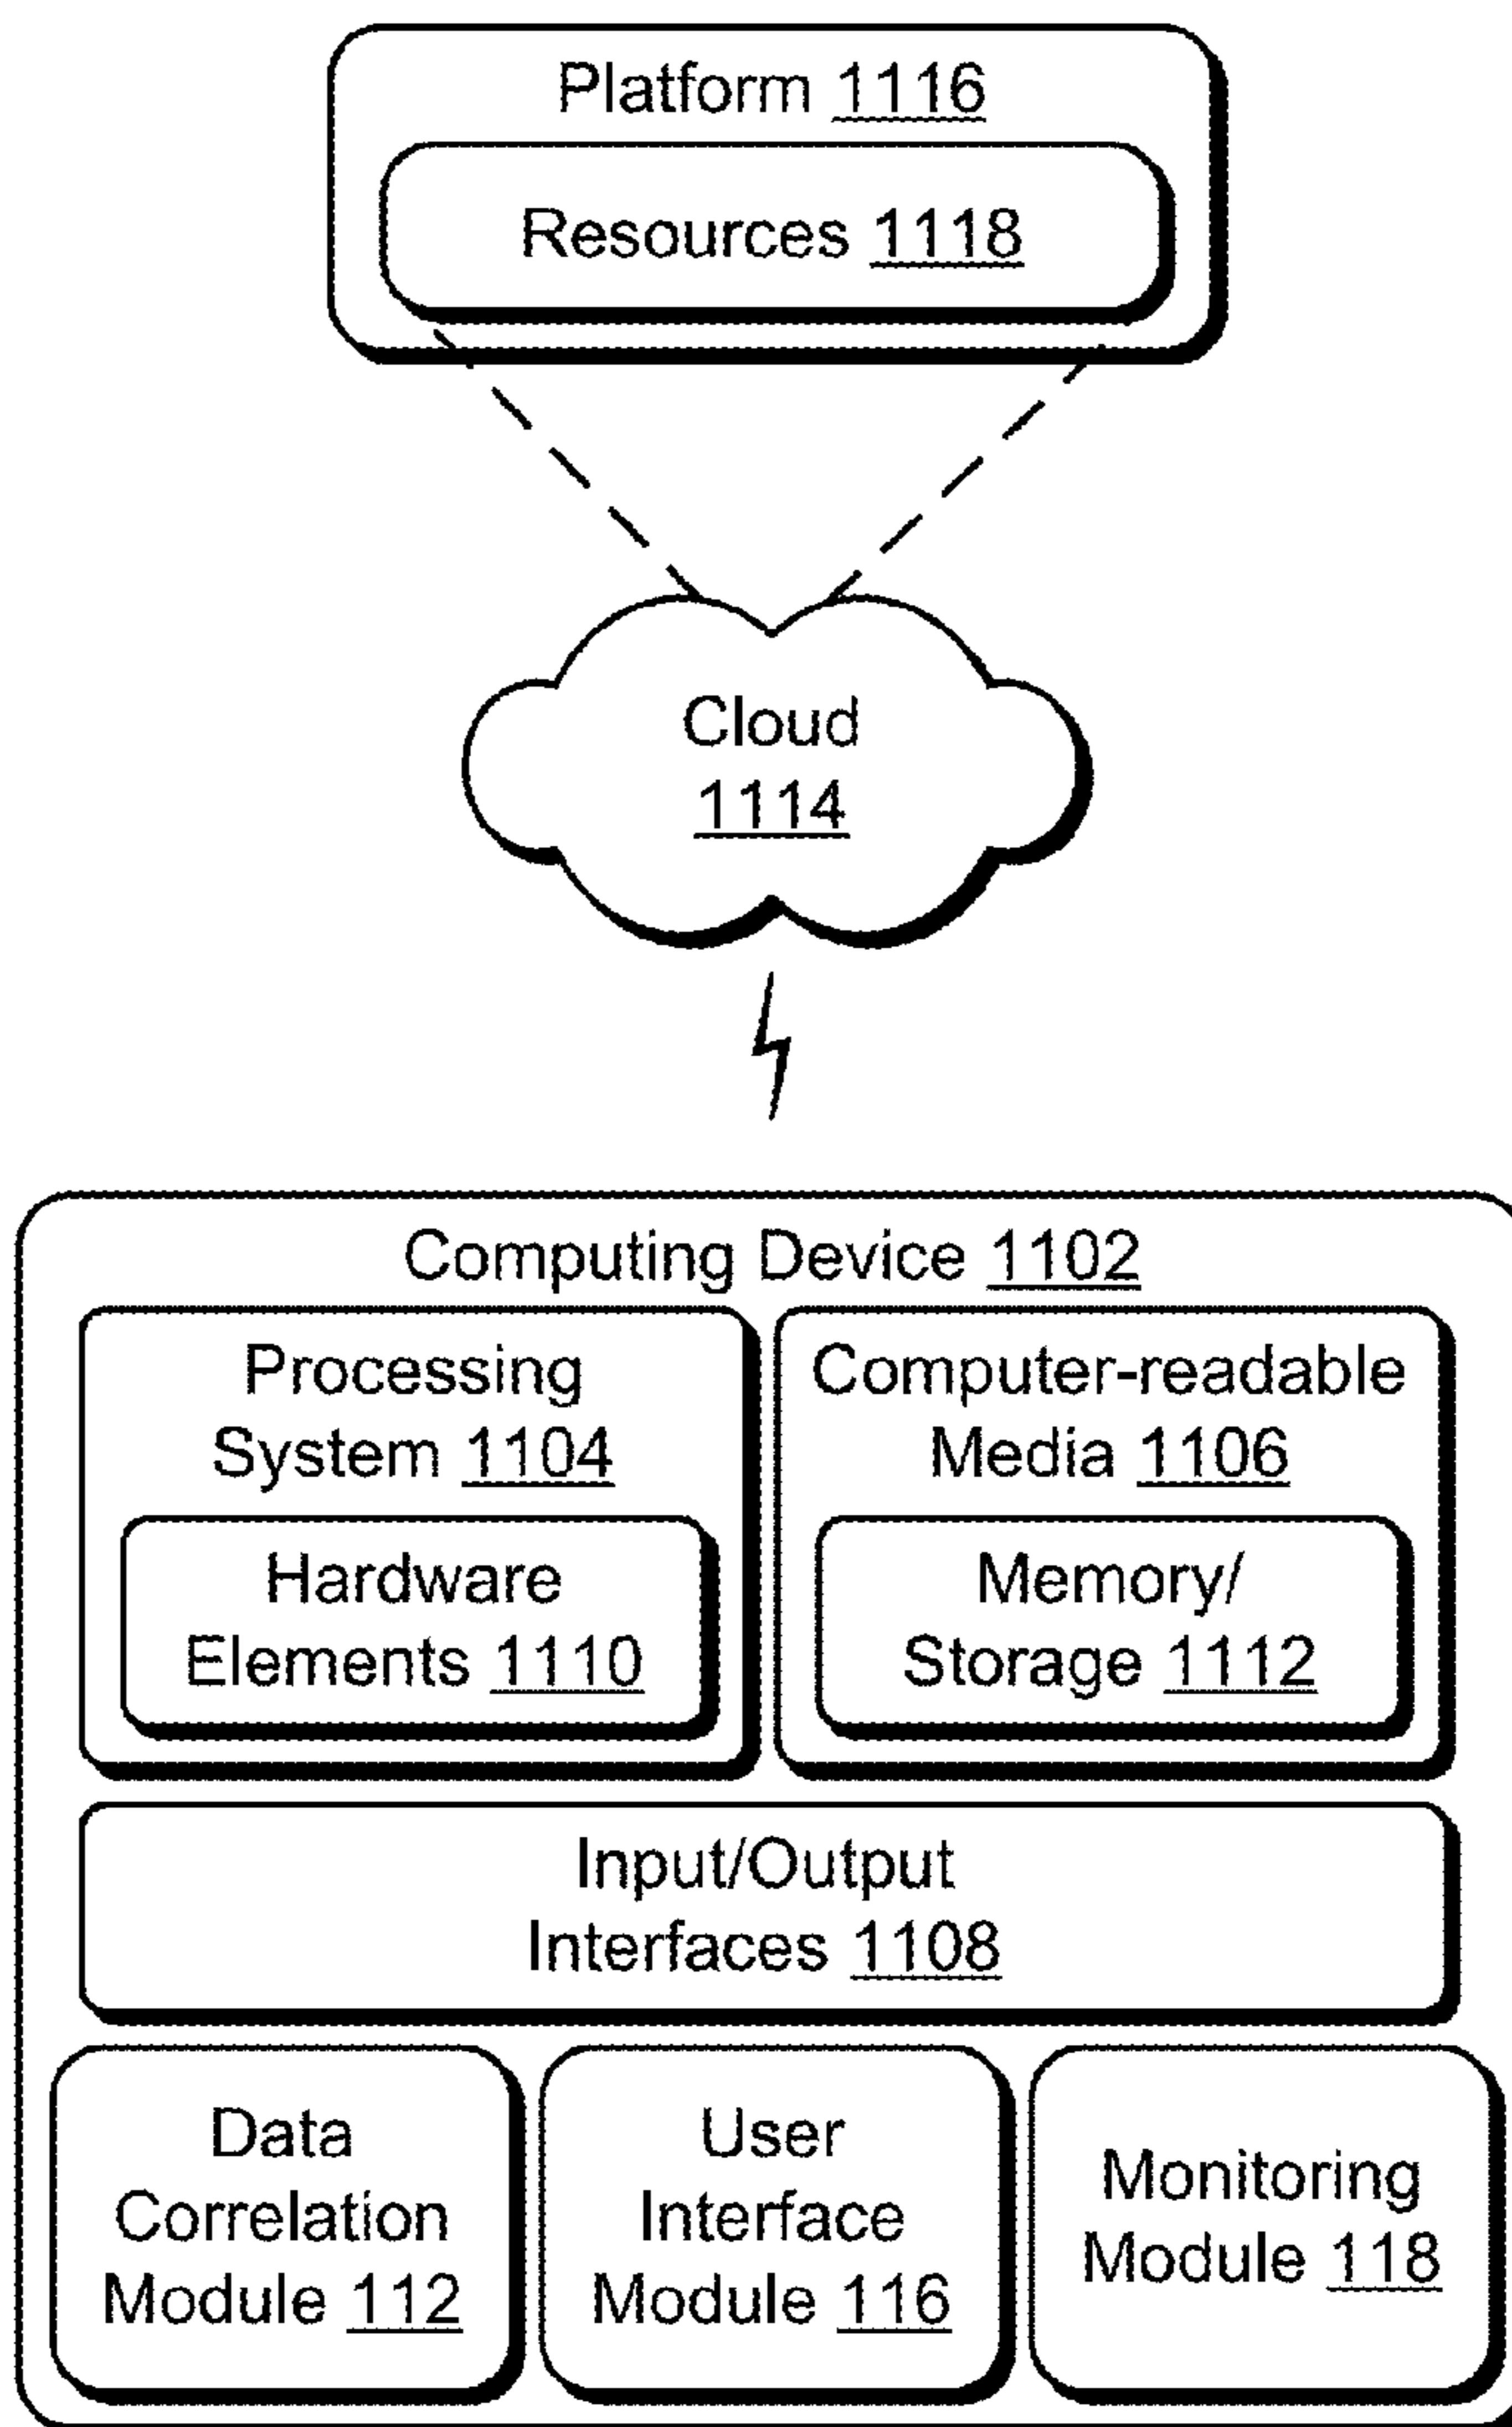 Platform 1116
Resources 1118
Cloud
1114
Computing Device 1102
Processing
System 1104
Hardware
Elements 1110
Computer-readable
Media 1106
Memory/
Storage 1112
Input/Output
Interfaces 1108
Data
Correlation
Module 112
User
Interface
Module 116
Monitoring
Module 118